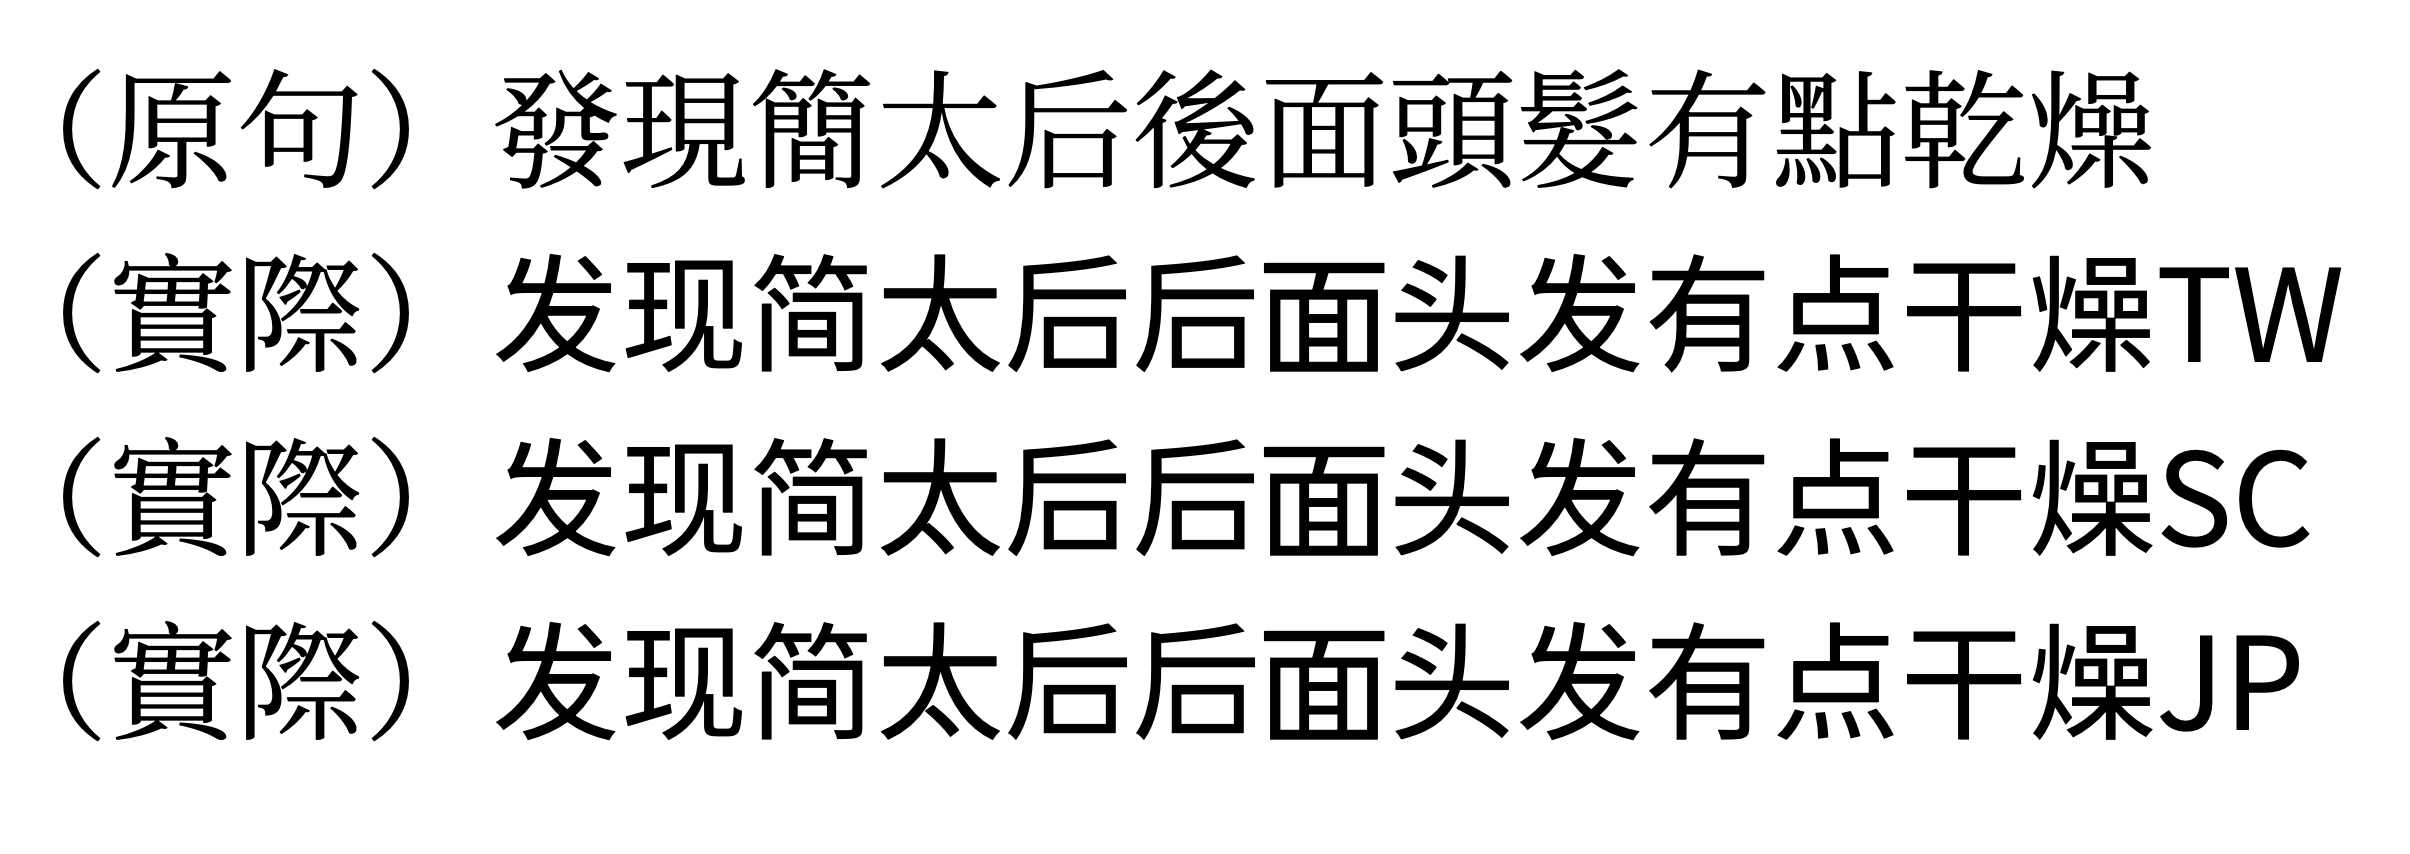 （原句）發現簡太后後面頭髮有點乾燥
（實際）发现简太后后面头发有点干燥TW
（實際）发现简太后后面头发有点干燥SC
（實際）发现简太后后面头发有点干燥JP